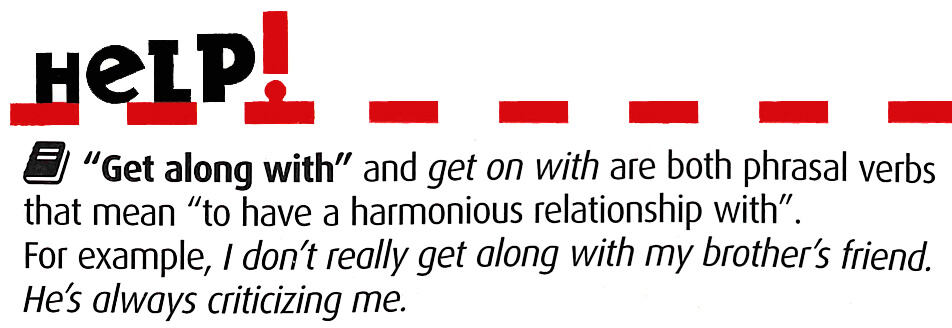 HeLP!
“Get along with” and get on with are both phrasal verbs
that mean “to have a harmonious relationship with”.
For example, I don’t really get along with my brother’s friend.
He’s always criticizing me.